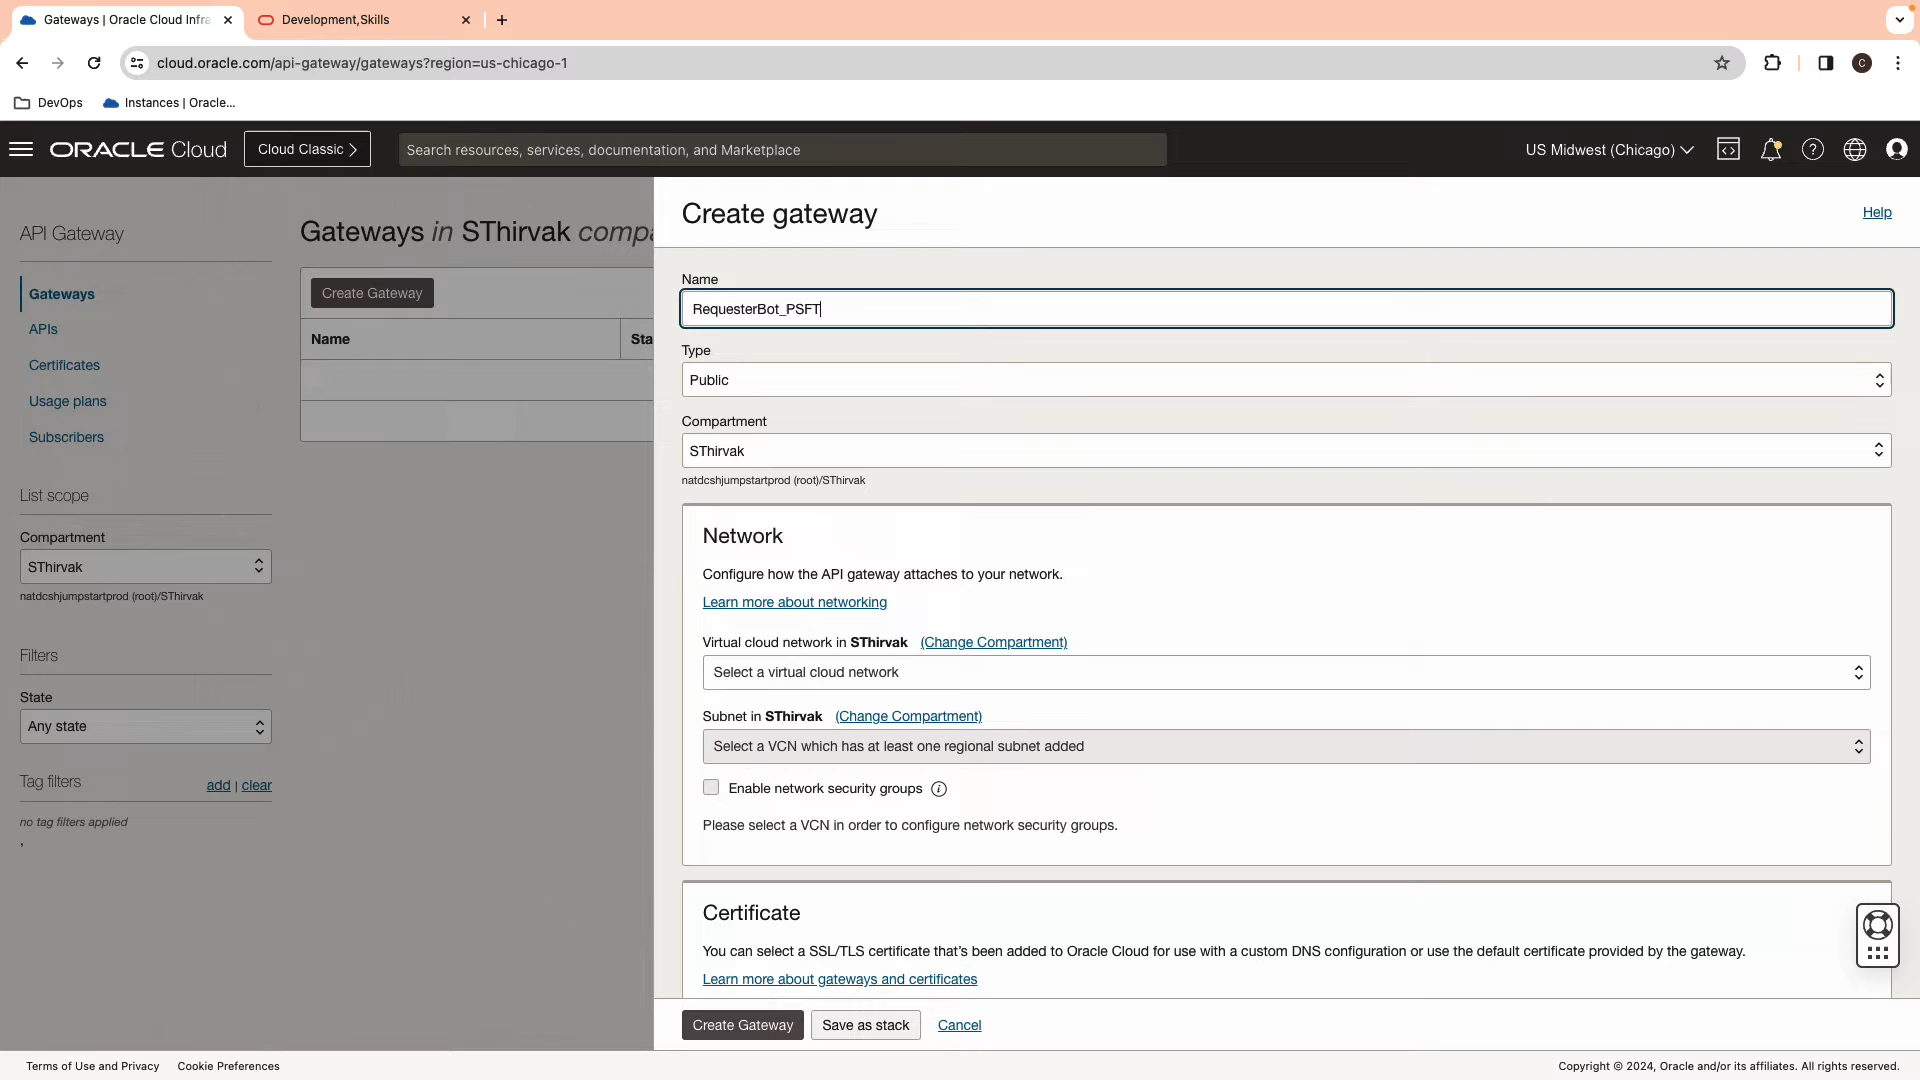 Gateways | Oracle Cloud Infra
Development,Skills
cloud.oracle.com/api-gateway/gateways?region=us-chicago-1
C
DevOps
Instances | Oracle...
ORACLE Cloud
Cloud Classic
Search resources, services, documentation, and Marketplace
US Midwest (Chicago)
API Gateway
Gateways
APIs
Certificates
Usage plans
Subscribers
List scope
Compartment
SThirvak
natdcshjumpstartprod (root)/SThirvak
Filters
State
Any state
Tag filters
add | clear
no tag filters applied
,
Gateways in SThirvak compa
Create Gateway
Name
Sta
Create gateway
Help
Name
RequesterBot_PSFT
Type
Public
Compartment
SThirvak
natdcshjumpstartprod (root)/SThirvak
Network
Configure how the API gateway attaches to your network.
Learn more about networking
Virtual cloud network in SThirvak (Change Compartment)
Select a virtual cloud network
Subnet in SThirvak (Change Compartment)
Select a VCN which has at least one regional subnet added
Enable network security groups
Please select a VCN in order to configure network security groups.
Certificate
You can select a SSL/TLS certificate that's been added to Oracle Cloud for use with a custom DNS configuration or use the default certificate provided by the gateway.
Learn more about gateways and certificates
Create Gateway
Save as stack
Cancel
Terms of Use and Privacy
Cookie Preferences
Copyright © 2024, Oracle and/or its affiliates. All rights reserved.